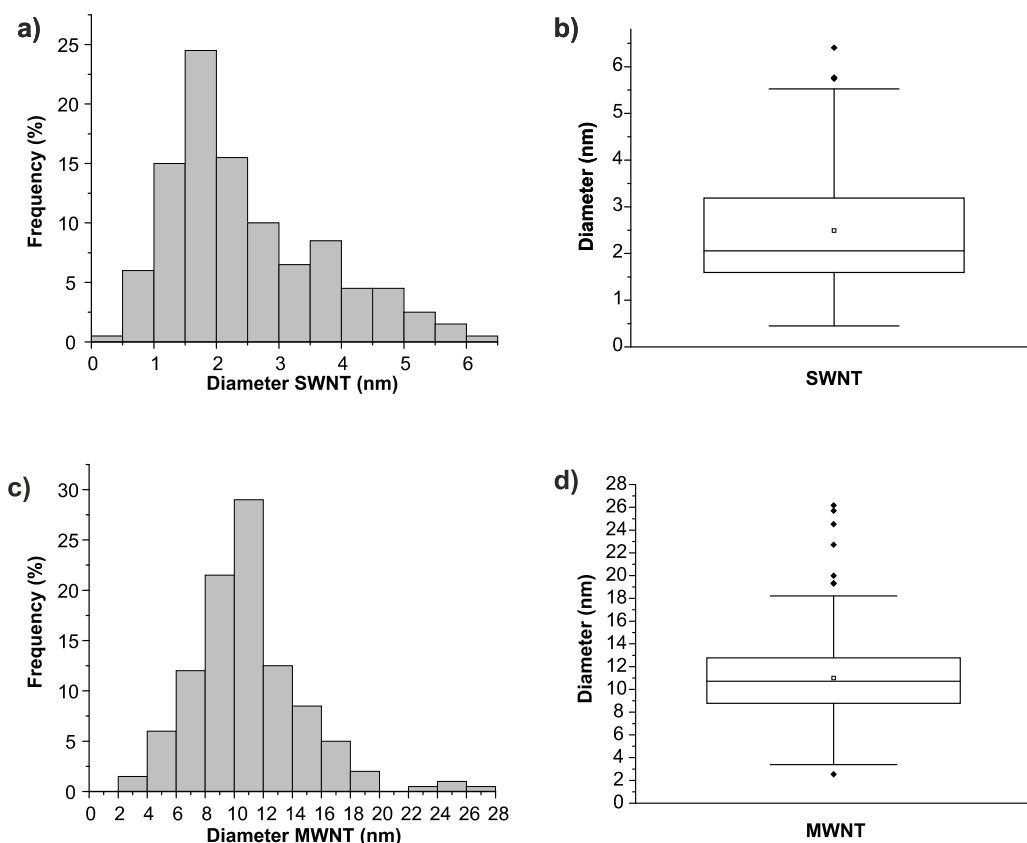 a)
25
20
15
10
5
0
Frequency (%)
0 1 2 3 4 5 6
Diameter SWNT (nm)
b)
6
5
4
3
2
1
0
Diameter (nm)
SWNT
c)
30
25
20
15
10
5
0
Frequency (%)
0 2 4 6 8 10 12 14 16 18 20 22 24 26 28
Diameter MWNT (nm)
d)
28
26
24
22
20
18
16
14
12
10
8
6
4
2
0
Diameter (nm)
MWNT